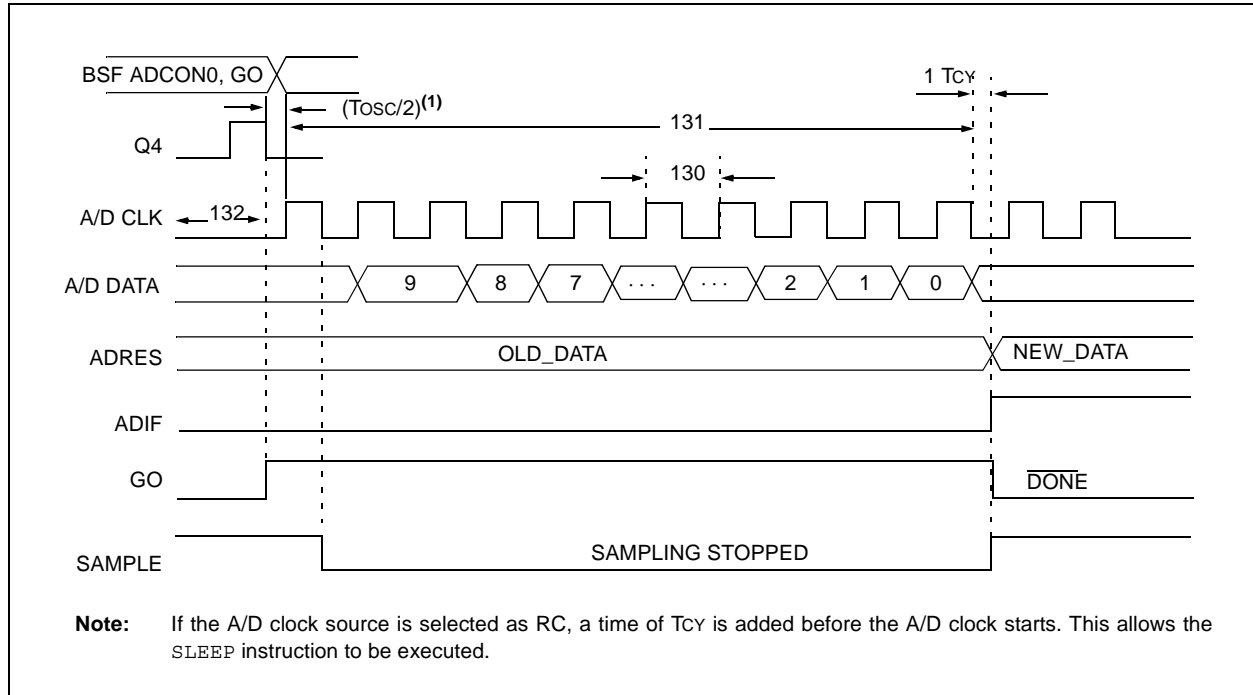 BSF ADCON0, GO
1 TCY
(TOSC/2)(1)
131
Q4
130
A/D CLK
132
A/D DATA
9 8 7 . . . . . . 2 1 0
ADRES
OLD_DATA
NEW_DATA
ADIF
GO
DONE
SAMPLE
SAMPLING STOPPED
Note: If the A/D clock source is selected as RC, a time of TCY is added before the A/D clock starts. This allows the
SLEEP instruction to be executed.